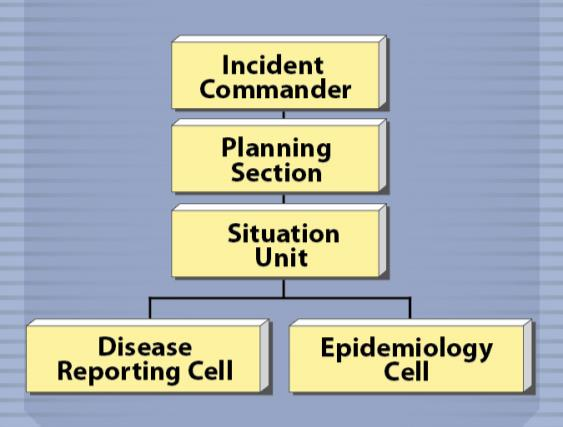 Incident
Commander
Planning
Section
Situation
Unit
Disease
Reporting Cell
Epidemiology
Cell